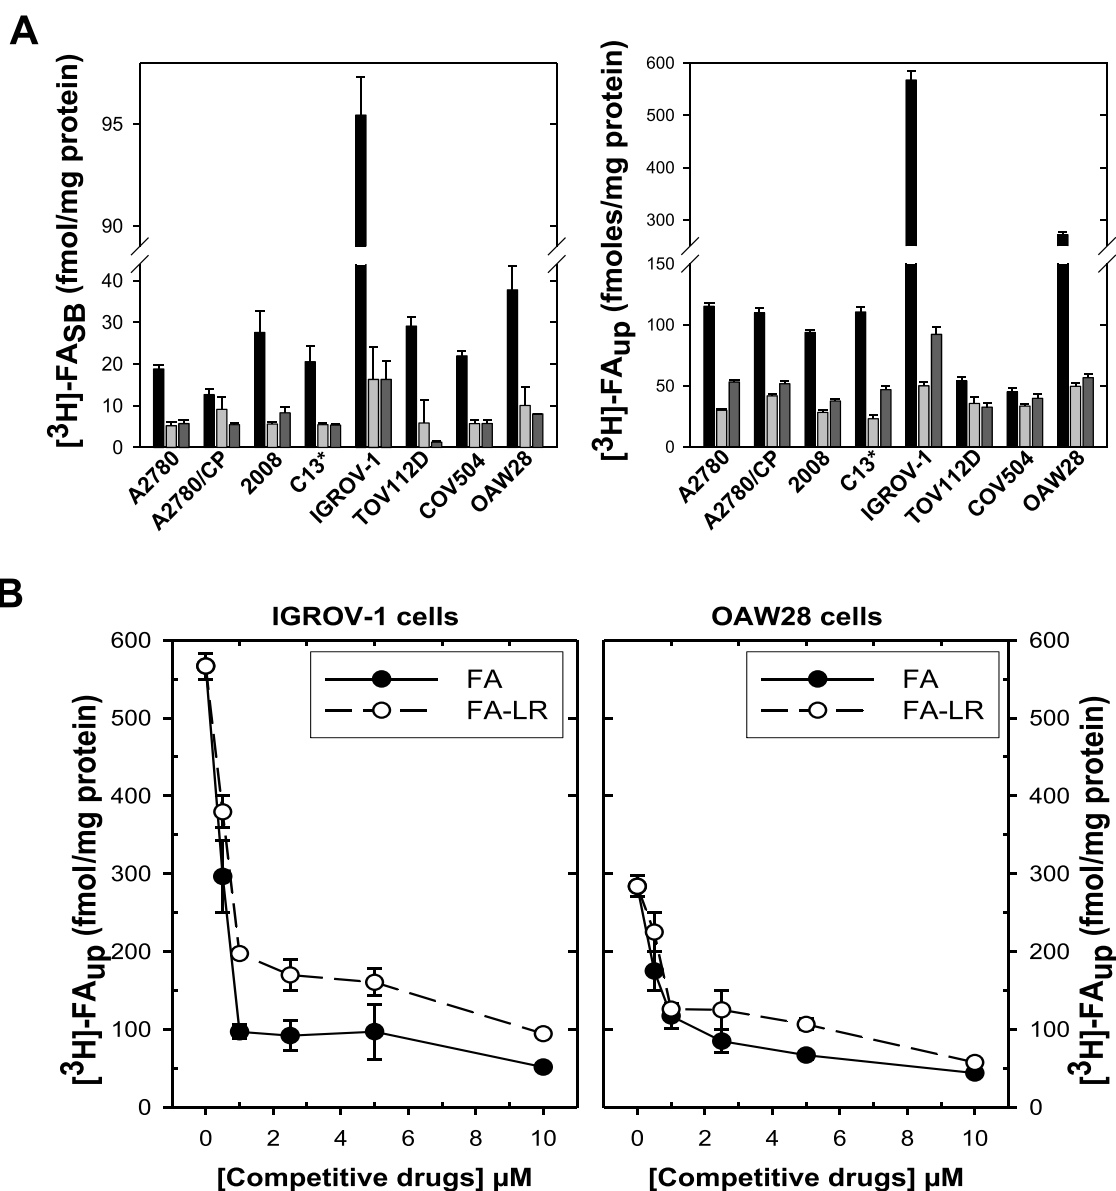 A
[3H]-FASB (fmol/mg protein)
95
90
40
30
20
10
0
A2780
A2780/CP
2008
C13*
IGROV-1
TOV112D
COV504
OAW28
[3H]-FAup (fmoles/mg protein)
600
500
400
300
150
100
50
0
A2780
A2780/CP
2008
C13*
IGROV-1
TOV112D
COV504
OAW28
B
IGROV-1 cells
[3H]-FAup (fmol/mg protein)
600
500
400
300
200
100
0
FA
FA-LR
0 2 4 6 8 10
[Competitive drugs] µM
OAW28 cells
FA
FA-LR
600
500
400
300
200
100
0
[3H]-FAup (fmol/mg protein)
0 2 4 6 8 10
[Competitive drugs] µM